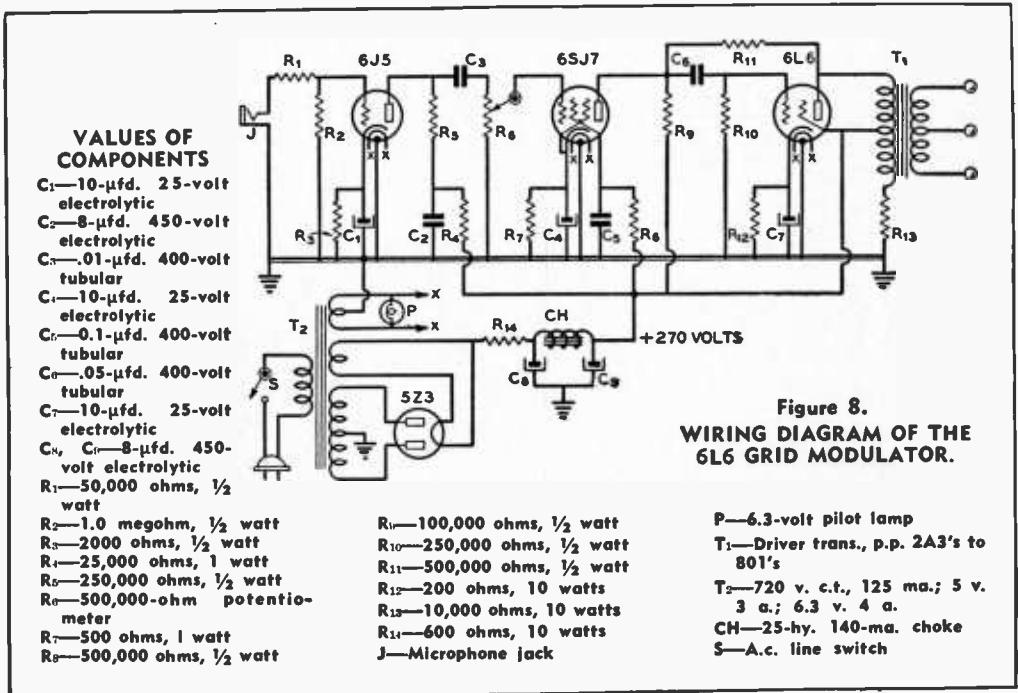 R1
6J5
C3
6SJ7
C6
R11
6L6
T1
J
R2
R5
R6
R9
R10
x x
x x
x x
R3
C1
C2
R4
R7
C4
C5
R6
R12
C7
R13
VALUES OF
COMPONENTS
C1—10-μfd. 25-volt
electrolytic
C2—8-μfd. 450-volt
electrolytic
C3—.01-μfd. 400-volt
tubular
C4—10-μfd. 25-volt
electrolytic
C5—0.1-μfd. 400-volt
tubular
C6—.05-μfd. 400-volt
tubular
C7—10-μfd. 25-volt
electrolytic
C8, C9—8-μfd. 450-
volt electrolytic
R1—50,000 ohms, ½
watt
R2—1.0 megohm, ½ watt
R3—2000 ohms, ½ watt
R4—25,000 ohms, 1 watt
R5—250,000 ohms, ½ watt
R6—500,000-ohm potentio-
meter
R7—500 ohms, 1 watt
R8—500,000 ohms, ½ watt
T2
x
P
x
S
5Z3
R14
CH
C8
C9
+270 VOLTS
Figure 8.
WIRING DIAGRAM OF THE
6L6 GRID MODULATOR.
R9—100,000 ohms, ½ watt
R10—250,000 ohms, ½ watt
R11—500,000 ohms, ½ watt
R12—200 ohms, 10 watts
R13—10,000 ohms, 10 watts
R14—600 ohms, 10 watts
J—Microphone jack
P—6.3-volt pilot lamp
T1—Driver trans., p.p. 2A3's to
801's
T2—720 v. c.t., 125 ma.; 5 v.
3 a.; 6.3 v. 4 a.
CH—25-hy. 140-ma. choke
S—A.c. line switch